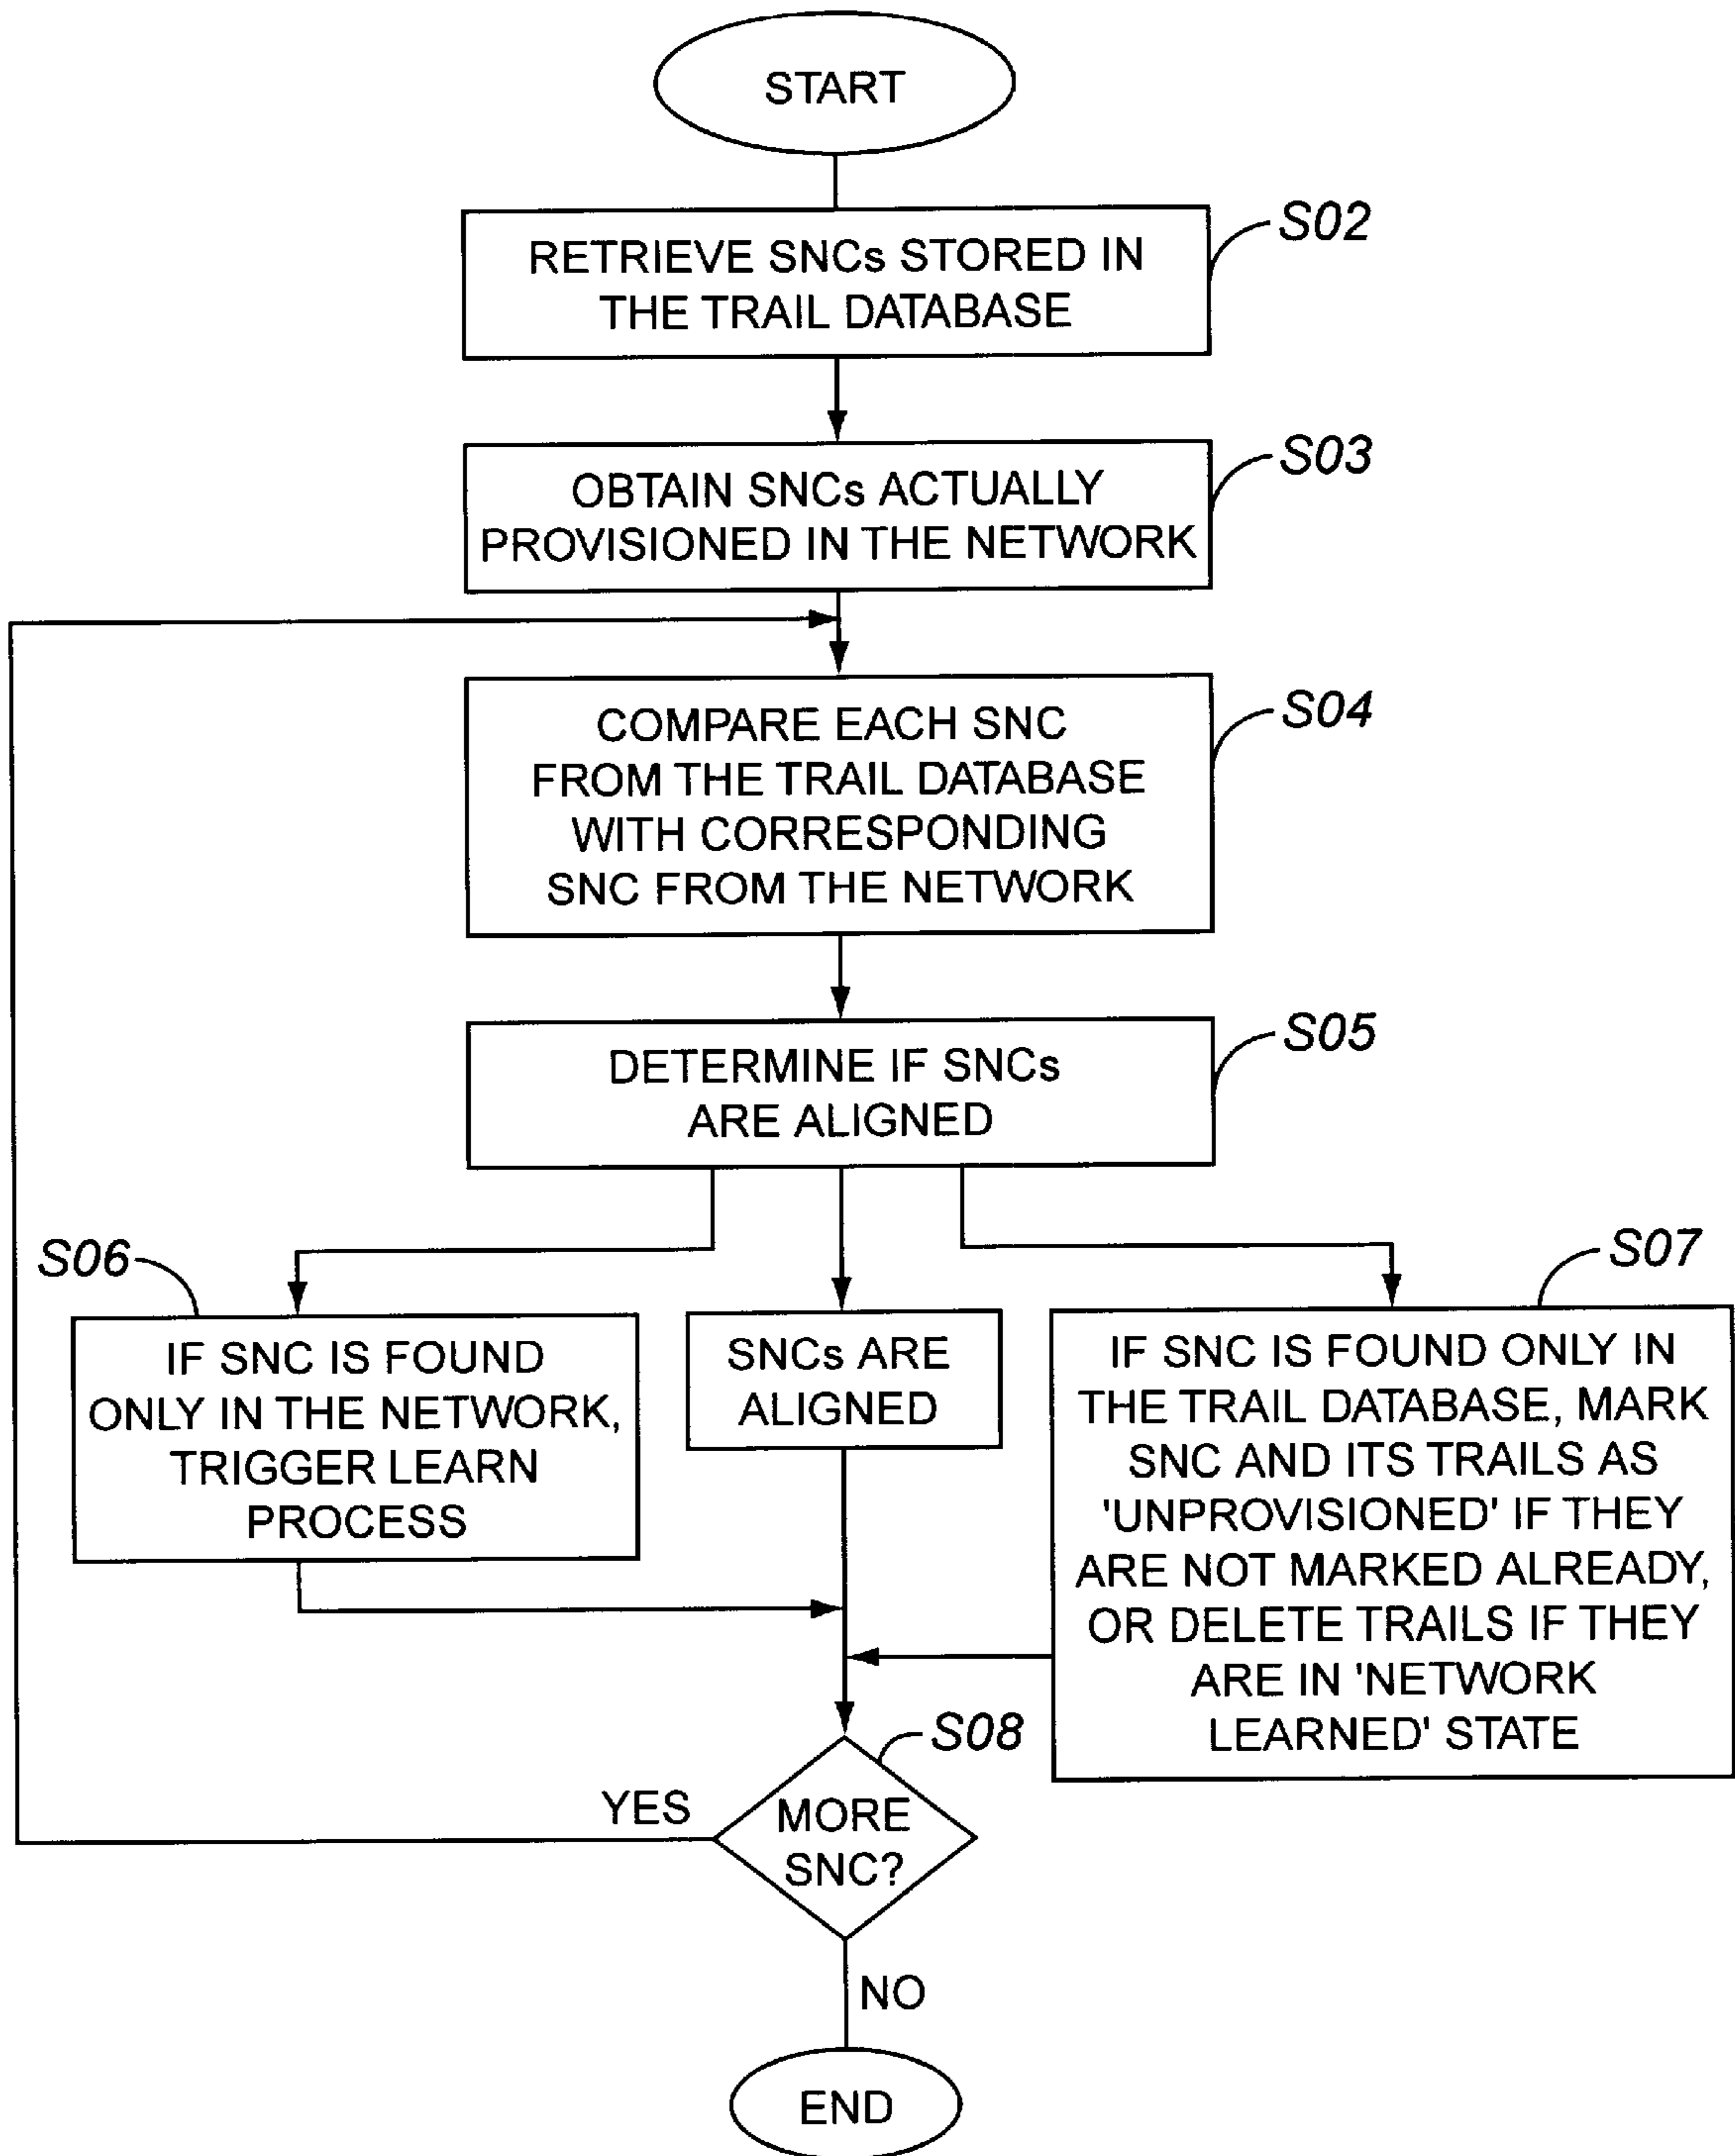 START
RETRIEVE SNCs STORED IN
THE TRAIL DATABASE
S02
OBTAIN SNCs ACTUALLY
PROVISIONED IN THE NETWORK
S03
COMPARE EACH SNC
FROM THE TRAIL DATABASE
WITH CORRESPONDING
SNC FROM THE NETWORK
S04
DETERMINE IF SNCs
ARE ALIGNED
S05
S06
IF SNC IS FOUND
ONLY IN THE NETWORK,
TRIGGER LEARN
PROCESS
SNCs ARE
ALIGNED
S07
IF SNC IS FOUND ONLY IN
THE TRAIL DATABASE, MARK
SNC AND ITS TRAILS AS
'UNPROVISIONED' IF THEY
ARE NOT MARKED ALREADY,
OR DELETE TRAILS IF THEY
ARE IN 'NETWORK
LEARNED' STATE
S08
MORE
SNC?
YES
NO
END